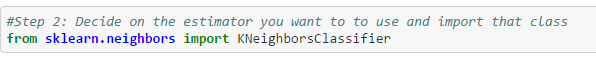 #Step 2: Decide on the estimator you want to to use and import that class
from sklearn.neighbors import KNeighborsClassifier